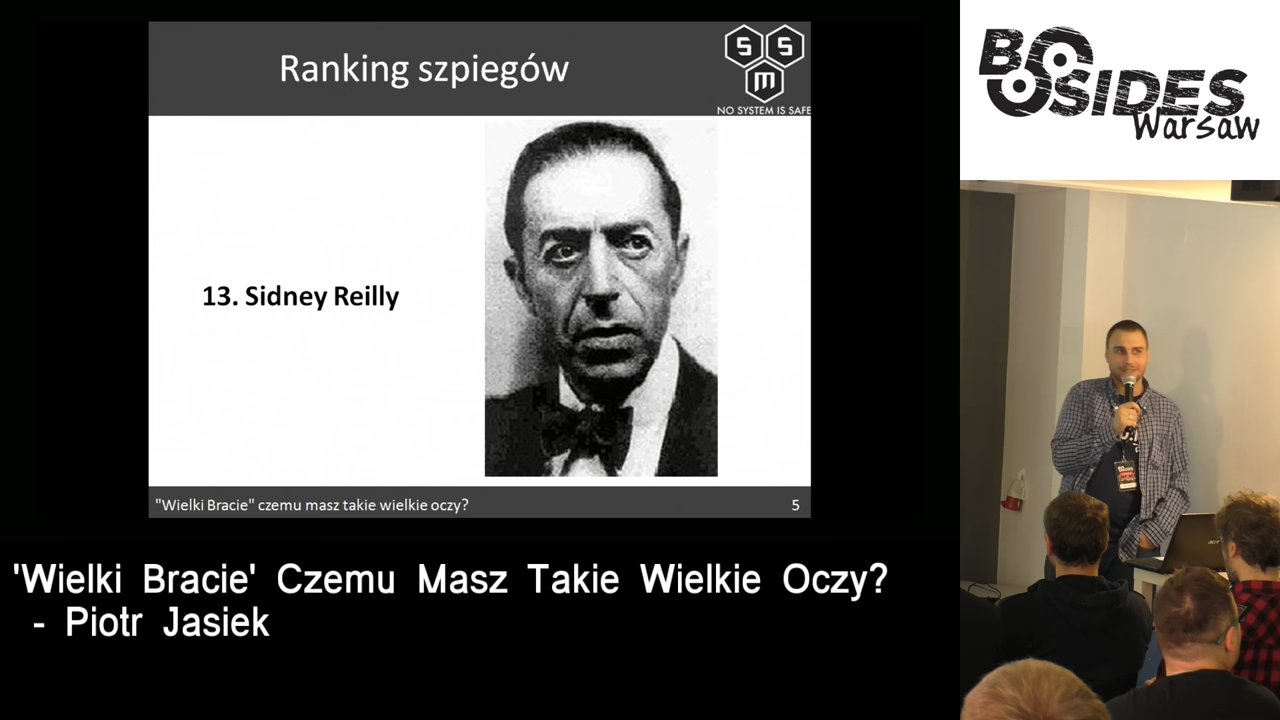 Ranking szpiegów
S S
m
NO SYSTEM IS SAFE
13. Sidney Reilly
"Wielki Bracie" czemu masz takie wielkie oczy?
5
BSIDES
Warsaw
'Wielki Bracie' Czemu Masz Takie Wielkie Oczy?
- Piotr Jasiek
acer